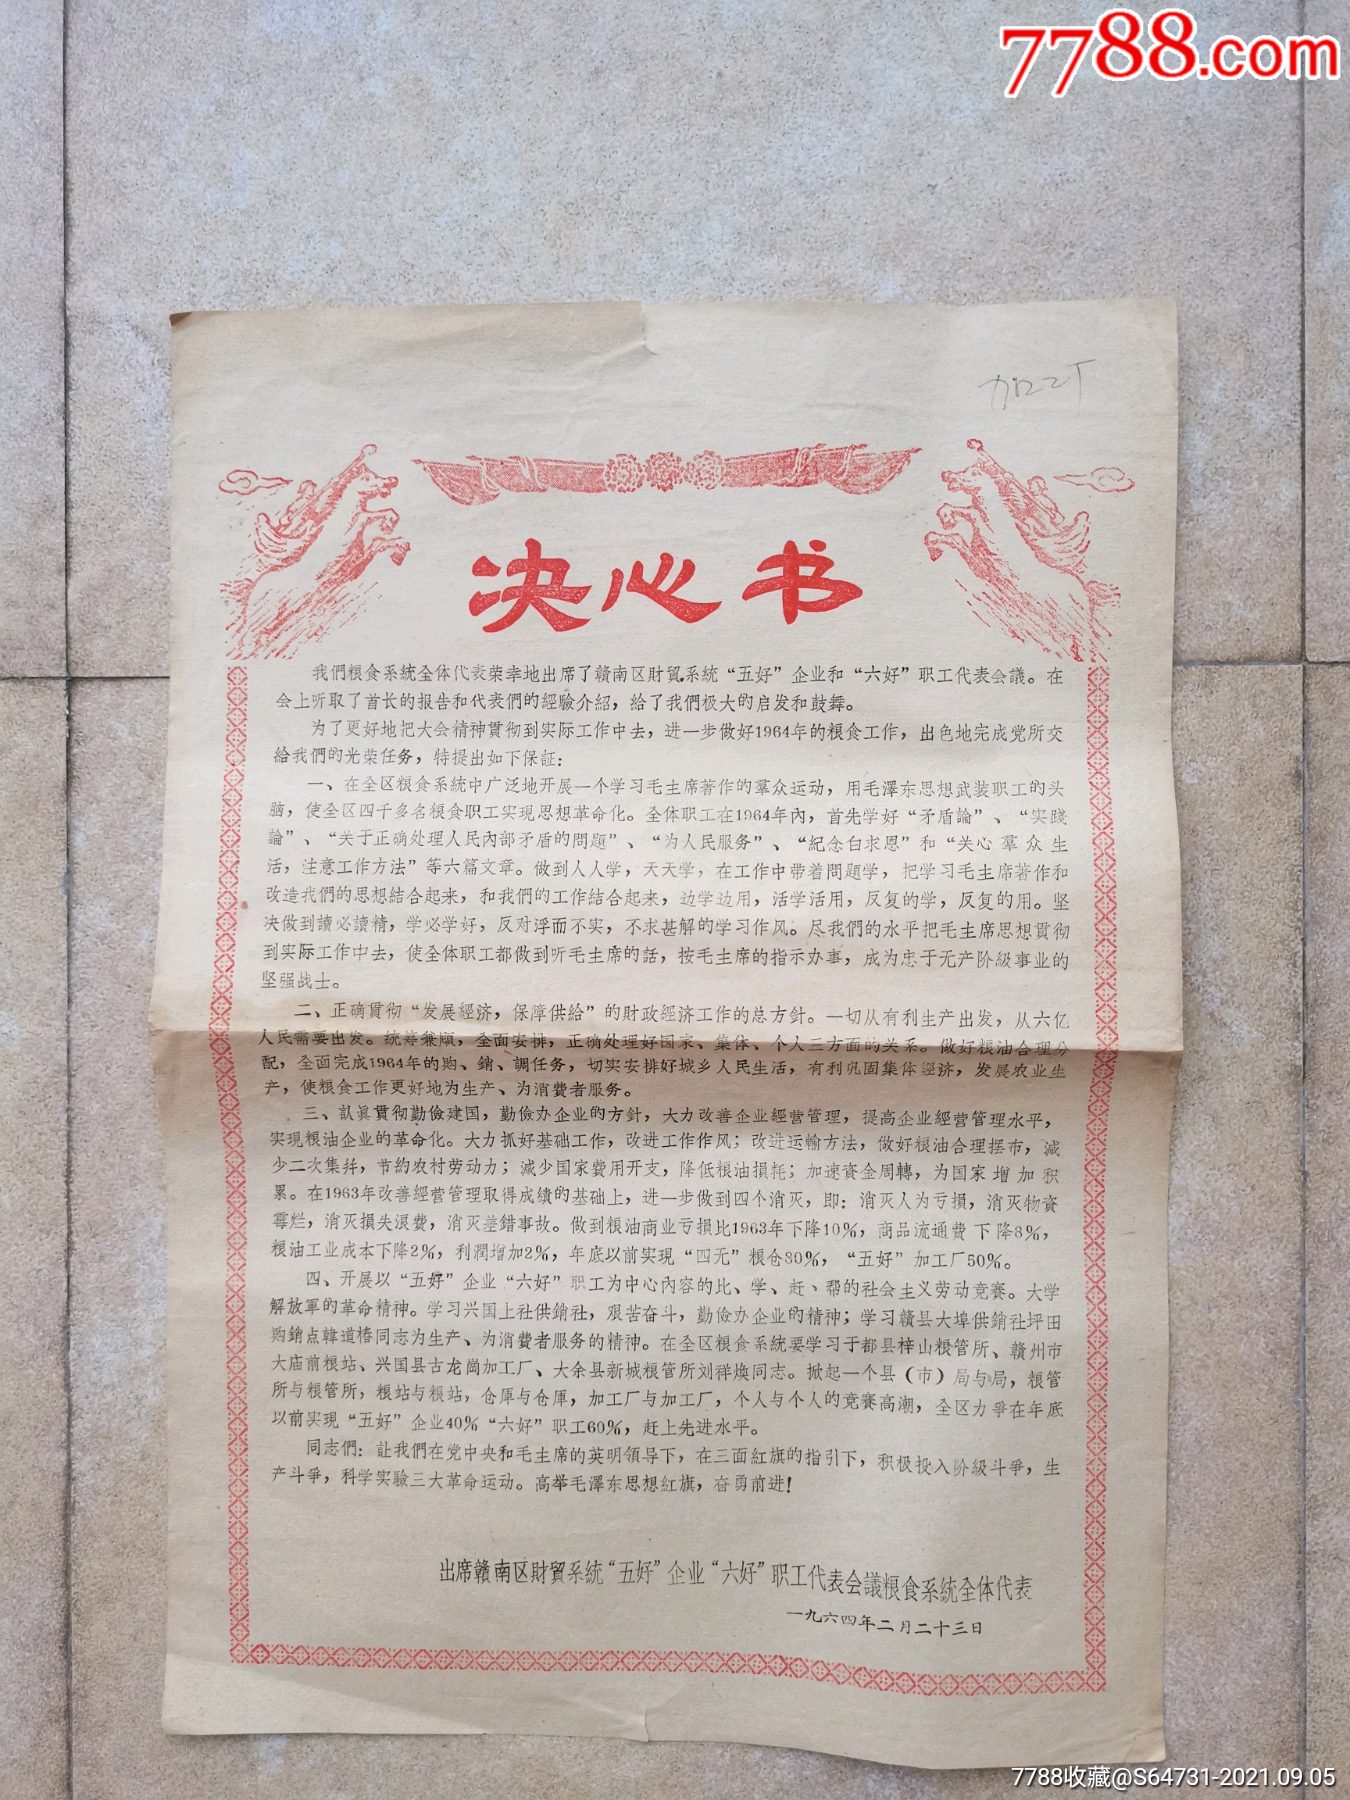 7788.com
加工厂
决心书
我們粮食系統全体代表荣幸地出席了赣南区財貿系統“五好”企业和“六好”职工代表会議。在
会上听取了首长的报告和代表們的經驗介紹，給了我們极大的启发和鼓舞。
为了更好地把大会精神貫彻到实际工作中去，进一步做好1964年的粮食工作，出色地完成党所交
給我們的光荣任务，特提出如下保証：
一、在全区粮食系統中广泛地开展一个学习毛主席著作的羣众运动，用毛澤东思想武装职工的头
脑，使全区四千多名粮食职工实现思想革命化。全体职工在1964年內，首先学好“矛盾論”、“实踐
論”、“关于正确处理人民內部矛盾的問題”、“为人民服务”、“紀念白求恩”和“关心羣众生
活，注意工作方法”等六篇文章。做到人人学，天天学，在工作中带着問題学，把学习毛主席著作和
改造我們的思想結合起来，和我們的工作結合起来，边学边用，活学活用，反复的学，反复的用。坚
决做到讀必讀精，学必学好，反对浮而不实，不求甚解的学习作风。尽我們的水平把毛主席思想貫彻
到实际工作中去，使全体职工都做到听毛主席的話，按毛主席的指示办事，成为忠于无产阶級事业的
坚强战士。
二、正确貫彻“发展經济，保障供給”的財政經济工作的总方針。一切从有利生产出发，从六亿
人民需要出发。統筹兼順，全面安排，正确处理好国家、集体、个人三方面的关系。做好粮油合理分
配，全面完成1964年的购、銷、調任务，切实安排好城乡人民生活，有利巩固集体經济，发展农业生
产，使粮食工作更好地为生产、为消費者服务。
三、訙眞貫彻勤儉建国，勤儉办企业的方針，大力改善企业經营管理，提高企业經营管理水平，
实現粮油企业的革命化。大力抓好基础工作，改进工作作风；改进运輸方法，做好粮油合理摆布，減
少二次集幷，节約农村劳动力；減少国家費用开支，降低粮油損耗；加速資金周轉，为国家增加积
累。在1963年改善經营管理取得成績的基础上，进一步做到四个消灭，即：消灭人为亏損，消灭物資
霉烂，消灭損失浪費，消灭差錯事故。做到粮油商业亏損比1963年下降10%，商品流通費下降8%，
粮油工业成本下降2%，利潤增加2%，年底以前实現“四无”粮仓80%，“五好”加工厂50%。
四、开展以“五好”企业“六好”职工为中心內容的比、学、赶、帮的社会主义劳动竞賽。大学
解放軍的革命精神。学习兴国上社供銷社，艰苦奋斗，勤儉办企业的精神；学习赣县大埠供銷社坪田
购銷点韓道椿同志为生产、为消費者服务的精神。在全区粮食系統要学习于都县梓山粮管所、赣州市
大庙前粮站、兴国县古龙崗加工厂、大余县新城粮管所刘祥焕同志。掀起一个县（市）局与局，粮管
所与粮管所，粮站与粮站，仓厍与仓厍，加工厂与加工厂，个人与个人的竞賽高潮，全区力爭在年底
以前实現“五好”企业40%“六好”职工60%，赶上先进水平。
同志們：讓我們在党中央和毛主席的英明領导下，在三面紅旗的指引下，积极投入阶級斗爭，生
产斗爭，科学实驗三大革命运动。高举毛澤东思想紅旗，奋勇前进！
出席赣南区財貿系統“五好”企业“六好”职工代表会議粮食系統全体代表
一九六四年二月二十三日
7788收藏@S64731-2021.09.05